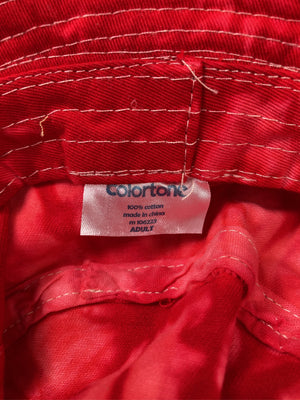 Colortone
100% cotton
made in china
rn 106223
ADULT